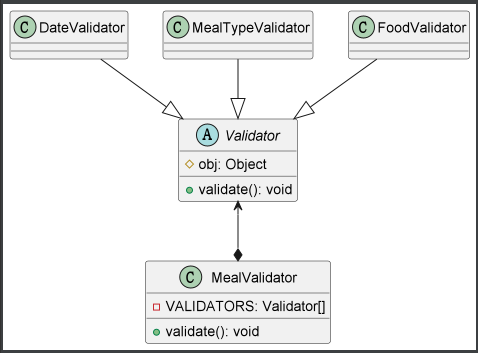 C DateValidator
C MealTypeValidator
C FoodValidator
A Validator
obj: Object
validate(): void
C MealValidator
VALIDATORS: Validator[]
validate(): void